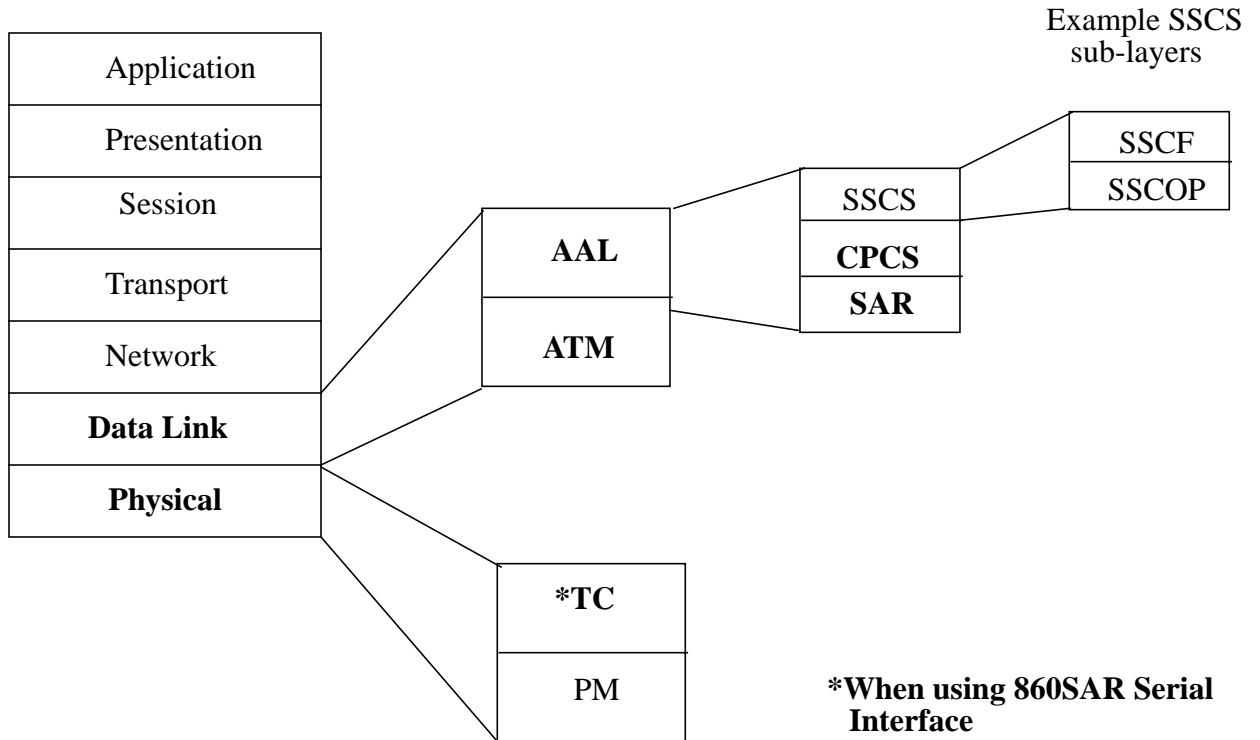 Example SSCS
sub-layers
Application
Presentation
Session
Transport
Network
Data Link
Physical
AAL
ATM
SSCS
CPCS
SAR
SSCF
SSCOP
*TC
PM
*When using 860SAR Serial
Interface